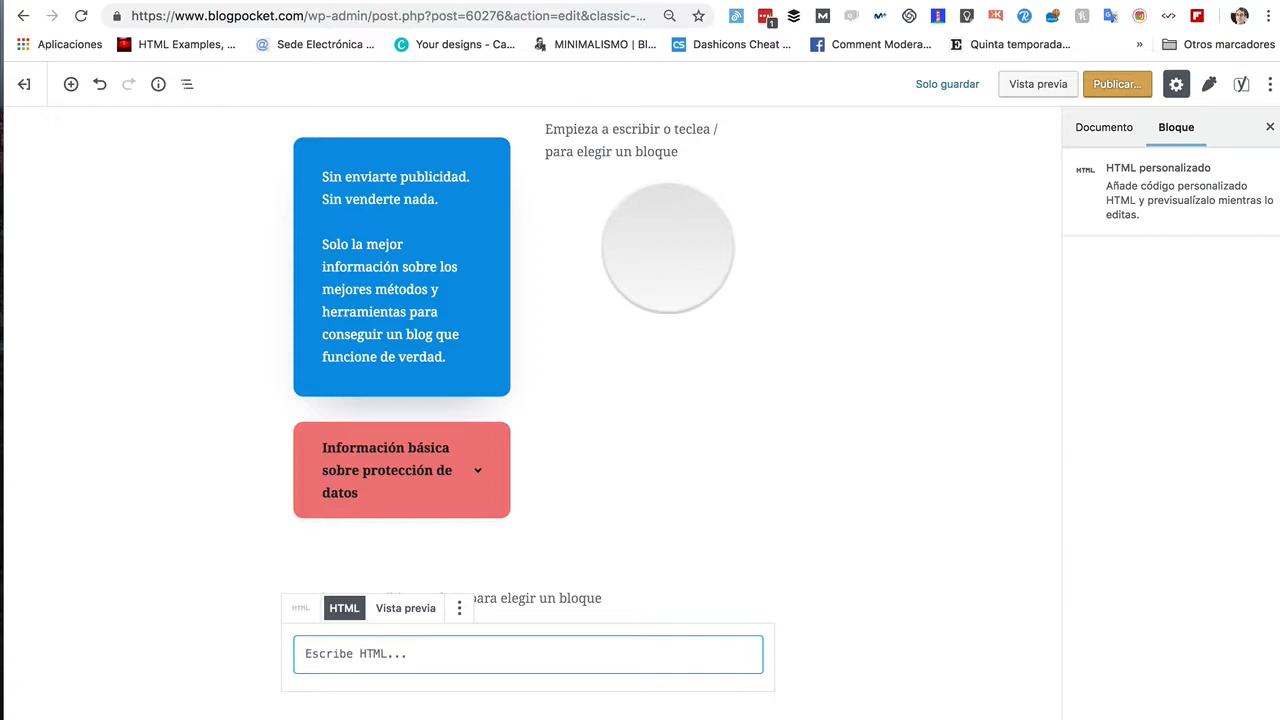 https://www.blogpocket.com/wp-admin/post.php?post=60276&action=edit&classic-...
1
Aplicaciones
HTML Examples, ...
Sede Electrónica ...
Your designs - Ca...
MINIMALISMO | Bl...
CS
Dashicons Cheat ...
Comment Modera...
Quinta temporada...
»
Otros marcadores
Solo guardar
Vista previa
Publicar...
Empieza a escribir o teclea /
para elegir un bloque
Sin enviarte publicidad.
Sin venderte nada.
Solo la mejor
información sobre los
mejores métodos y
herramientas para
conseguir un blog que
funcione de verdad.
Información básica
sobre protección de
datos
para elegir un bloque
HTML
HTML
Vista previa
Escribe HTML...
Documento
Bloque
HTML
HTML personalizado
Añade código personalizado
HTML y previsualízalo mientras lo
editas.